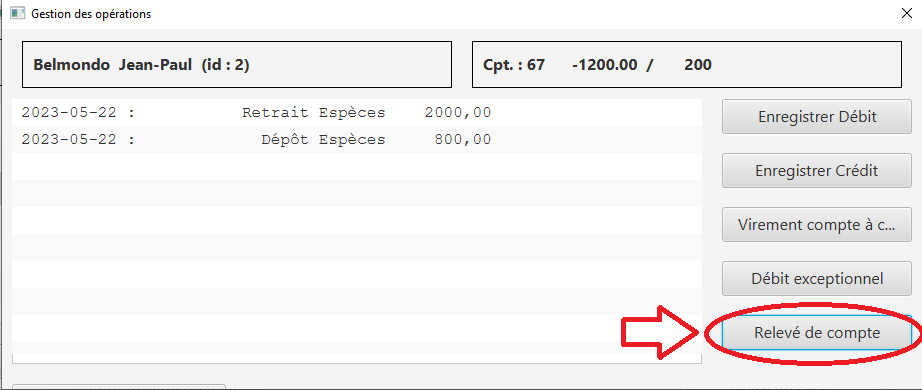 Gestion des opérations
Belmondo Jean-Paul (id : 2)
Cpt. : 67 -1200.00 / 200
2023-05-22 : Retrait Espèces 2000,00
2023-05-22 : Dépôt Espèces 800,00
Enregistrer Débit
Enregistrer Crédit
Virement compte à c...
Débit exceptionnel
Relevé de compte